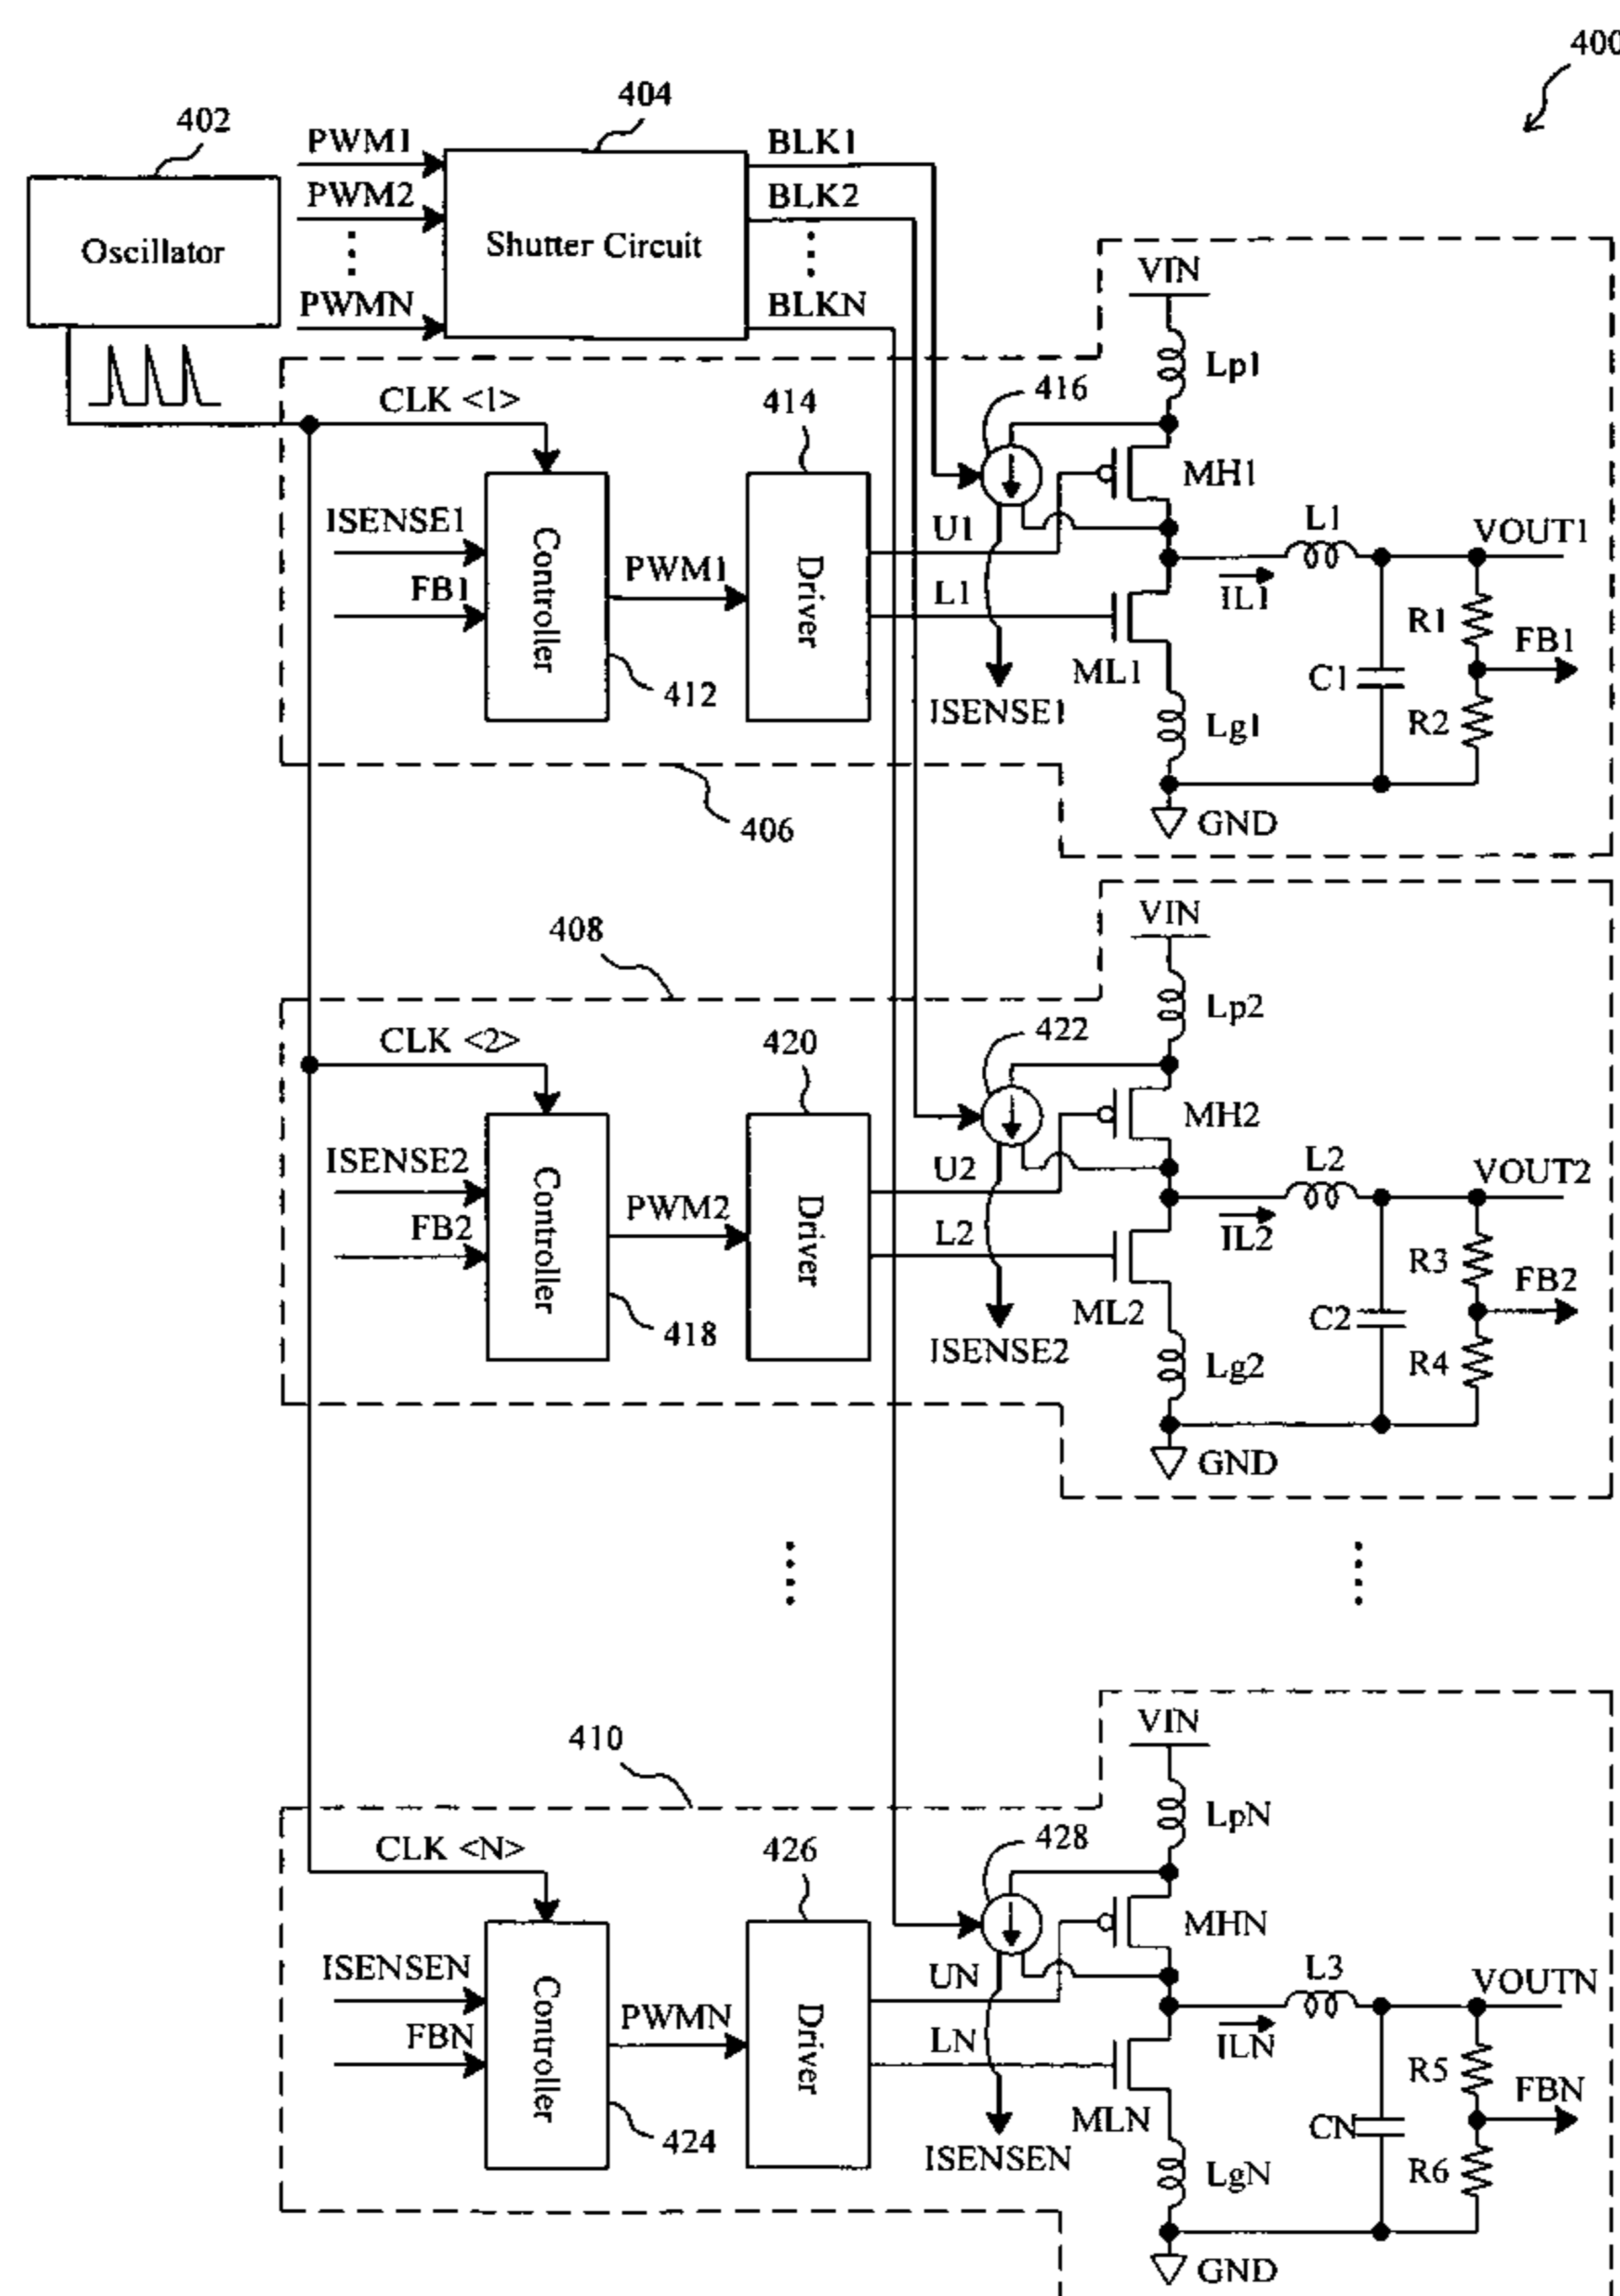 400
404
402
PWM1
BLK1
PWM2
BLK2
Oscillator
Shutter Circuit
PWMN
BLKN
VIN
Lp1
CLK <1>
414
416
MH1
ISENSE1
U1
L1
VOUT1
Controller
Driver
FB1
PWM1
L1
IL1
R1
FB1
ML1
C1
412
ISENSE1
Lg1
R2
406
GND
VIN
408
Lp2
CLK <2>
420
422
MH2
ISENSE2
U2
L2
VOUT2
Controller
Driver
FB2
PWM2
L2
IL2
R3
FB2
ML2
C2
418
ISENSE2
Lg2
R4
GND
VIN
410
LpN
CLK <N>
426
428
MHN
ISENSEN
UN
L3
VOUTN
Controller
Driver
FBN
PWMN
LN
ILN
R5
FBN
MLN
CN
424
ISENSEN
LgN
R6
GND